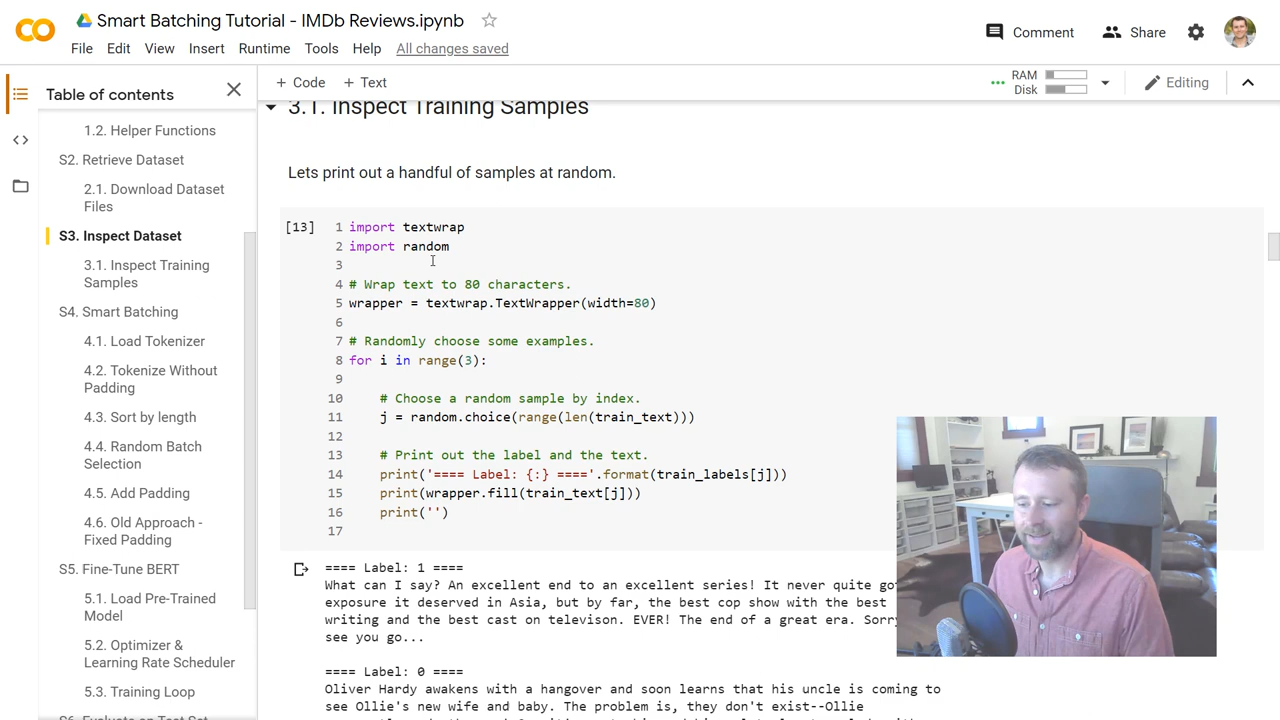 Smart Batching Tutorial - IMDb Reviews.ipynb
Comment
Share
File Edit View Insert Runtime Tools Help All changes saved
Table of contents
+ Code + Text
RAM
Disk
Editing
1.2. Helper Functions
S2. Retrieve Dataset
2.1. Download Dataset
Files
S3. Inspect Dataset
3.1. Inspect Training
Samples
S4. Smart Batching
4.1. Load Tokenizer
4.2. Tokenize Without
Padding
4.3. Sort by length
4.4. Random Batch
Selection
4.5. Add Padding
4.6. Old Approach -
Fixed Padding
S5. Fine-Tune BERT
5.1. Load Pre-Trained
Model
5.2. Optimizer &
Learning Rate Scheduler
5.3. Training Loop
S6. Evaluate on Test Set
3.1. Inspect Training Samples
Lets print out a handful of samples at random.
[13]
1 import textwrap
2 import random
3
4 # Wrap text to 80 characters.
5 wrapper = textwrap.TextWrapper(width=80)
6
7 # Randomly choose some examples.
8 for i in range(3):
9
10 # Choose a random sample by index.
11 j = random.choice(range(len(train_text)))
12
13 # Print out the label and the text.
14 print('==== Label: {:} ===='.format(train_labels[j]))
15 print(wrapper.fill(train_text[j]))
16 print('')
17
==== Label: 1 ====
What can I say? An excellent end to an excellent series! It never quite go
exposure it deserved in Asia, but by far, the best cop show with the best
writing and the best cast on televison. EVER! The end of a great era. Sorry
see you go...
==== Label: 0 ====
Oliver Hardy awakens with a hangover and soon learns that his uncle is coming to
see Ollie's new wife and baby. The problem is, they don't exist--Ollie